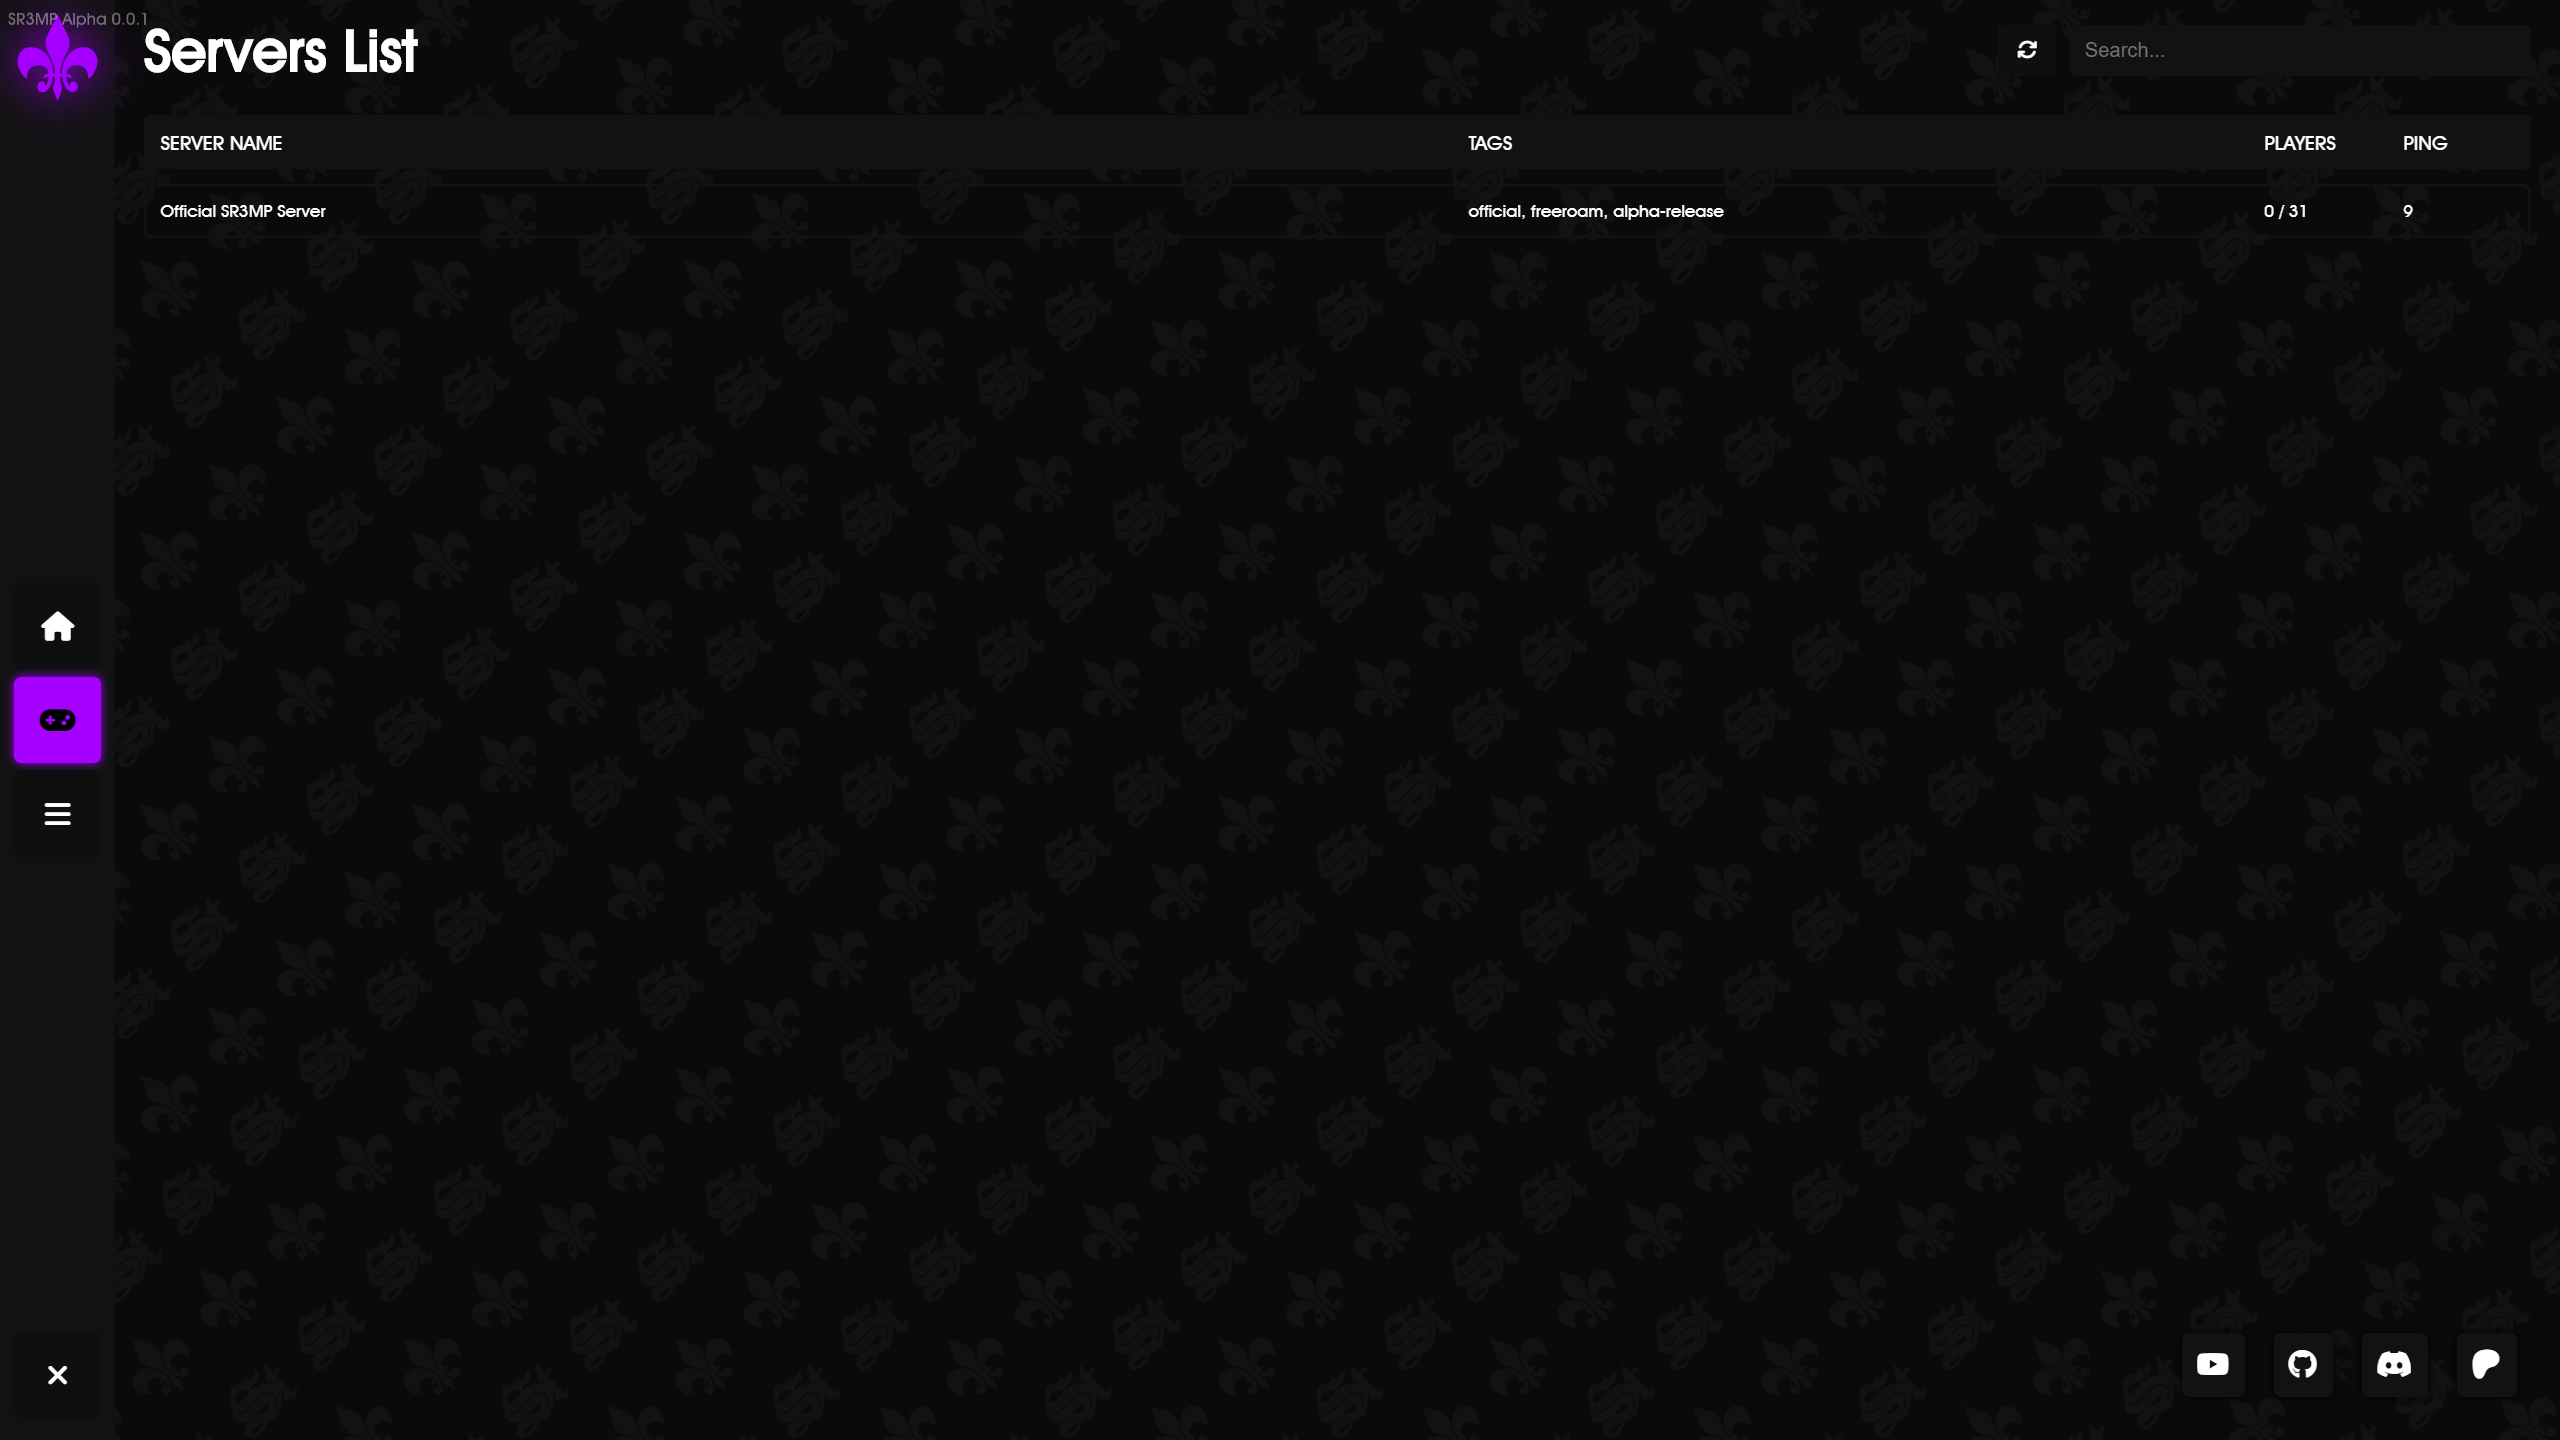 SR3MP Alpha 0.0.1
Servers List
Search...
SERVER NAME TAGS PLAYERS PING
Official SR3MP Server official, freeroam, alpha-release 0 / 31 9